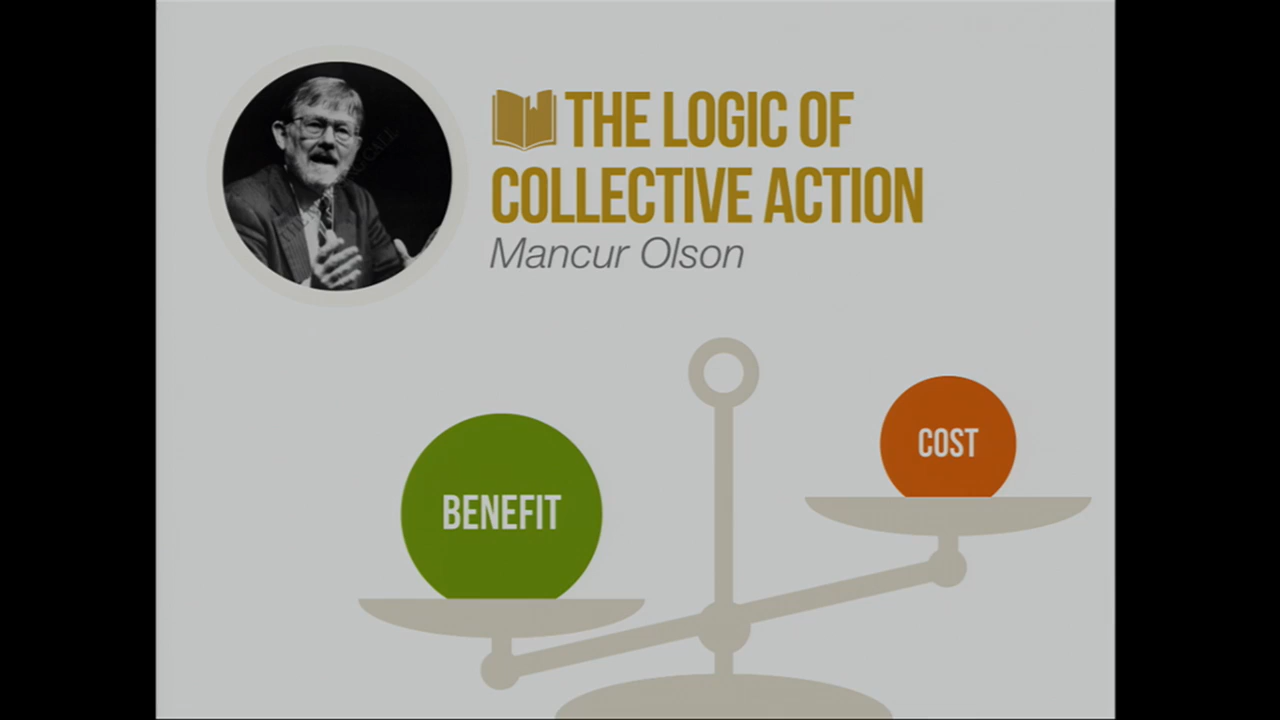 THE LOGIC OF
COLLECTIVE ACTION
Mancur Olson
BENEFIT
COST